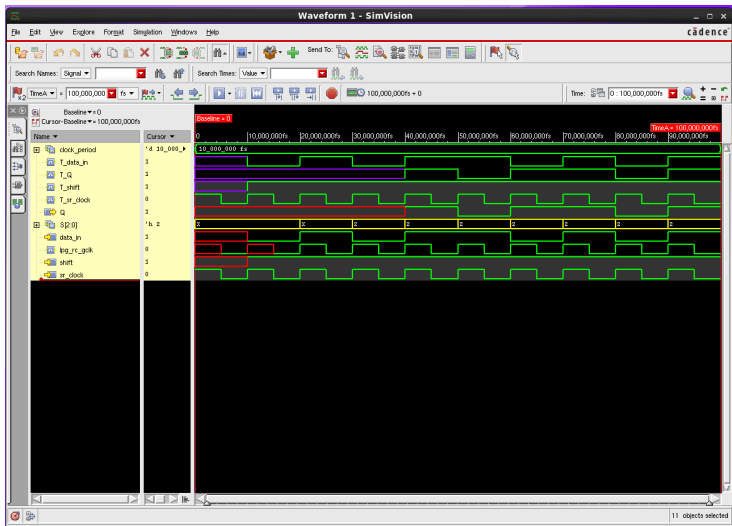 Waveform 1 - SimVision
File Edit View Explore Format Simulation Windows Help
cādence
Send To:
Search Names: Signal
Search Times: Value
TimeA = 100,000,000 fs
100,000,000fs + 0
Time: 0 : 100,000,000fs
x2
Baseline = 0
Cursor-Baseline = 100,000,000fs
Baseline = 0
TimeA = 100,000,000fs
Name Cursor
0 10,000,000fs 20,000,000fs 30,000,000fs 40,000,000fs 50,000,000fs 60,000,000fs 70,000,000fs 80,000,000fs 90,000,000fs
clock_period 'd 10_000_ 10_000_000 fs
T_data_in 1
T_Q 1
T_shift 1
T_sr_clock 0
Q 1
S[2:0] 'h z x z z z z z z z z
data_in 1
lpg_rc_gclk 0
shift 1
sr_clock 0
11 objects selected